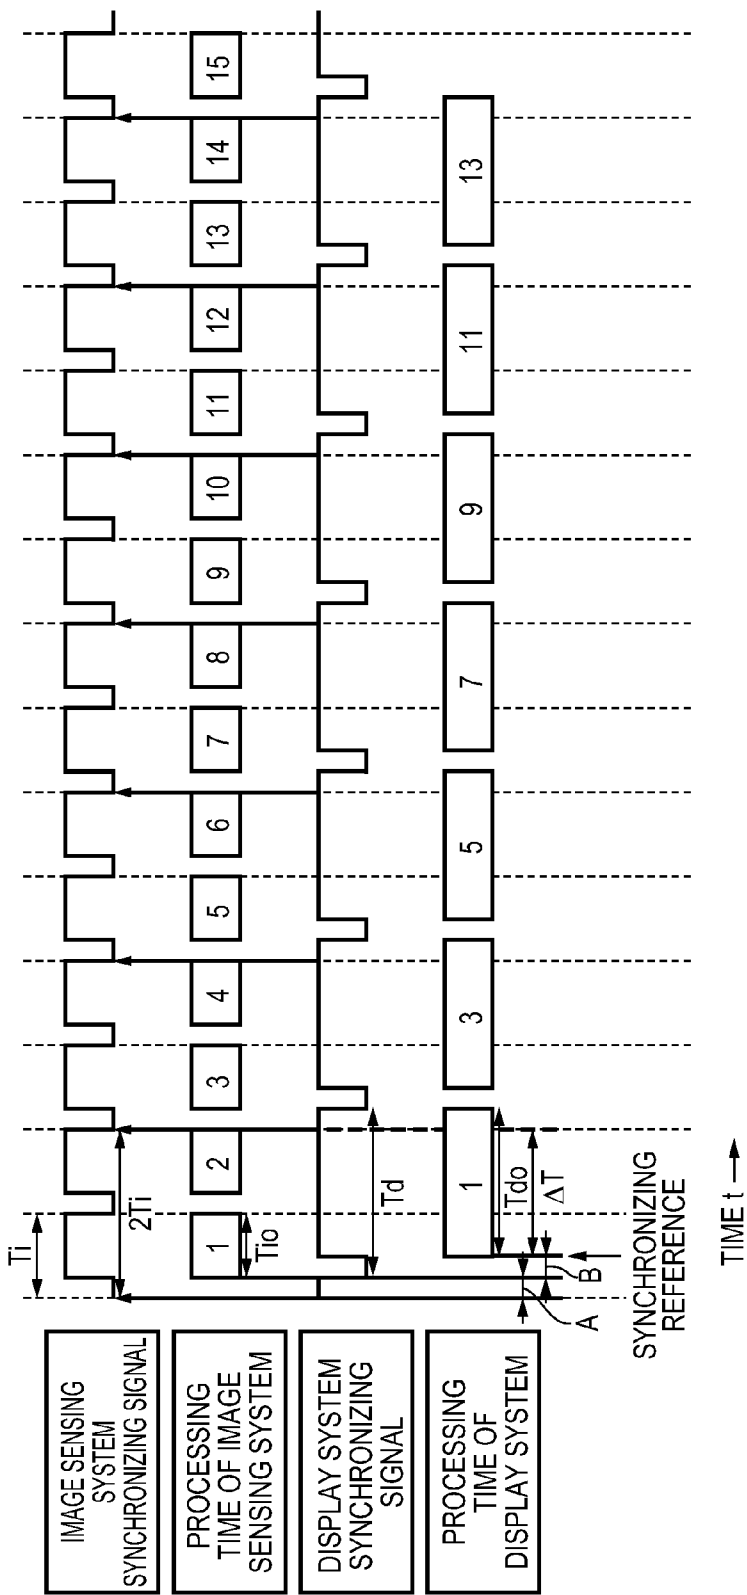 IMAGE SENSING
SYSTEM
SYNCHRONIZING SIGNAL
Ti
2Ti
PROCESSING
TIME OF IMAGE
SENSING SYSTEM
1 2 3 4 5 6 7 8 9 10 11 12 13 14 15
Tio
DISPLAY SYSTEM
SYNCHRONIZING
SIGNAL
Td
PROCESSING
TIME OF
DISPLAY SYSTEM
1 3 5 7 9 11 13
Tdo
ΔT
A
B
SYNCHRONIZING
REFERENCE
TIME t